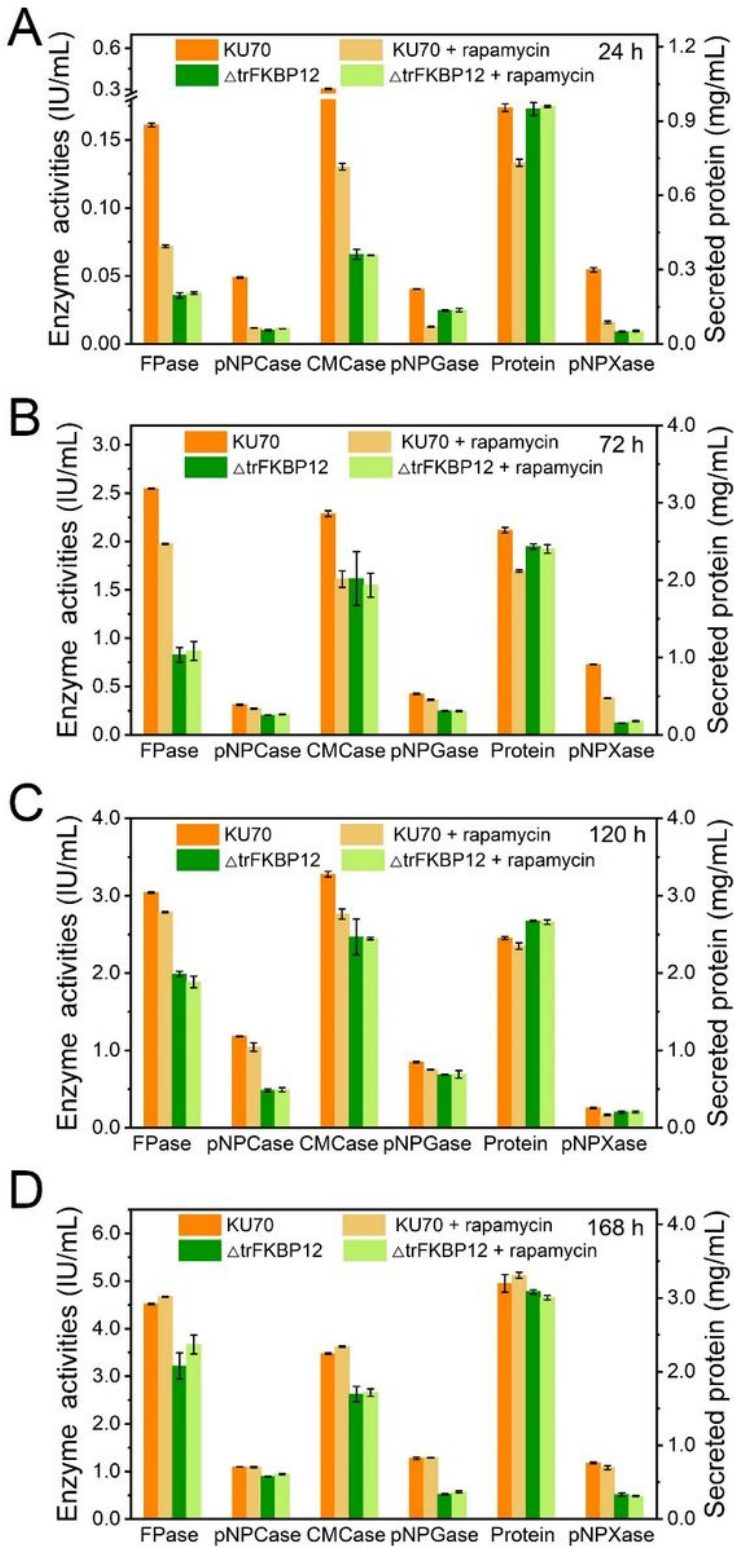 A
Enzyme activities (IU/mL)
Secreted protein (mg/mL)
KU70
KU70 + rapamycin
△trFKBP12
△trFKBP12 + rapamycin
24 h
0.6
0.3
0.15
0.10
0.05
0.00
1.2
0.9
0.6
0.3
0.0
FPase pNPCase CMCase pNPGase Protein pNPXase
B
Enzyme activities (IU/mL)
Secreted protein (mg/mL)
KU70
KU70 + rapamycin
△trFKBP12
△trFKBP12 + rapamycin
72 h
3.0
2.5
2.0
1.5
1.0
0.5
0.0
4.0
3.0
2.0
1.0
0.0
FPase pNPCase CMCase pNPGase Protein pNPXase
C
Enzyme activities (IU/mL)
Secreted protein (mg/mL)
KU70
KU70 + rapamycin
△trFKBP12
△trFKBP12 + rapamycin
120 h
4.0
3.0
2.0
1.0
0.0
4.0
3.0
2.0
1.0
0.0
FPase pNPCase CMCase pNPGase Protein pNPXase
D
Enzyme activities (IU/mL)
Secreted protein (mg/mL)
KU70
KU70 + rapamycin
△trFKBP12
△trFKBP12 + rapamycin
168 h
6.0
5.0
4.0
3.0
2.0
1.0
0.0
4.0
3.0
2.0
1.0
0.0
FPase pNPCase CMCase pNPGase Protein pNPXase